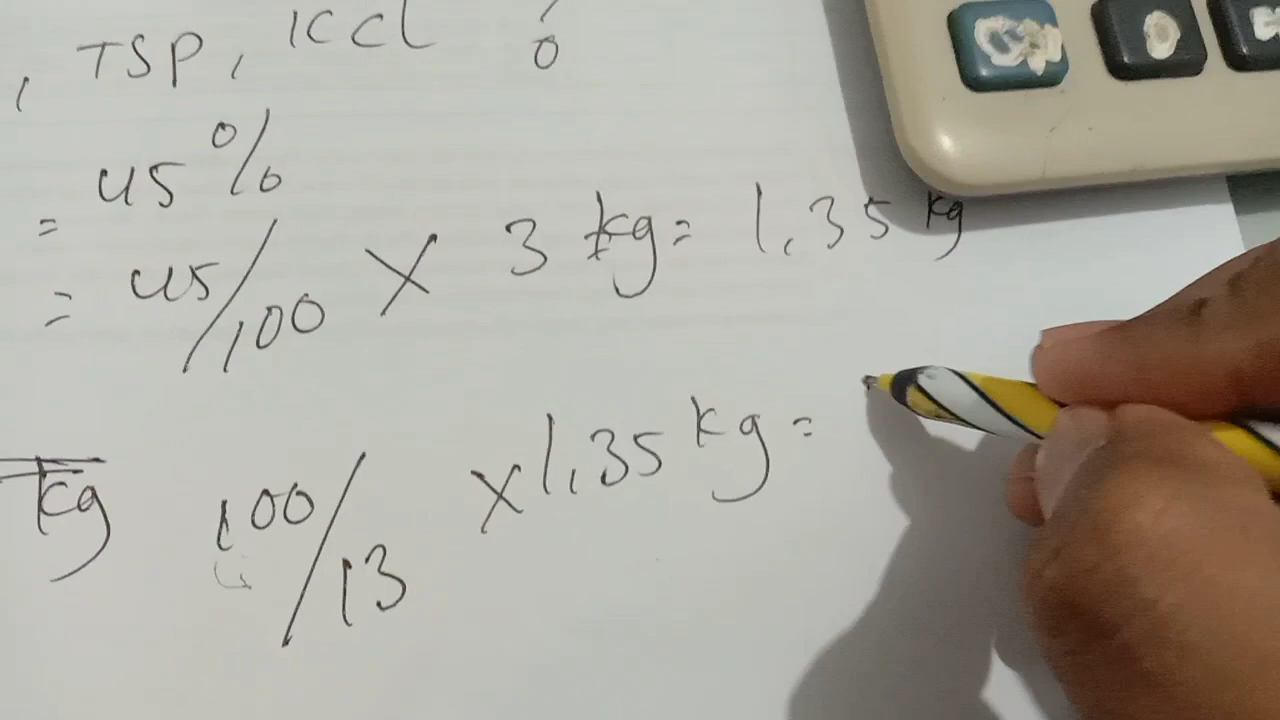 , TSP, KCl
= 45%
= 45/100 X 3 kg = 1,35 kg
kg 100/13 x 1,35 kg =